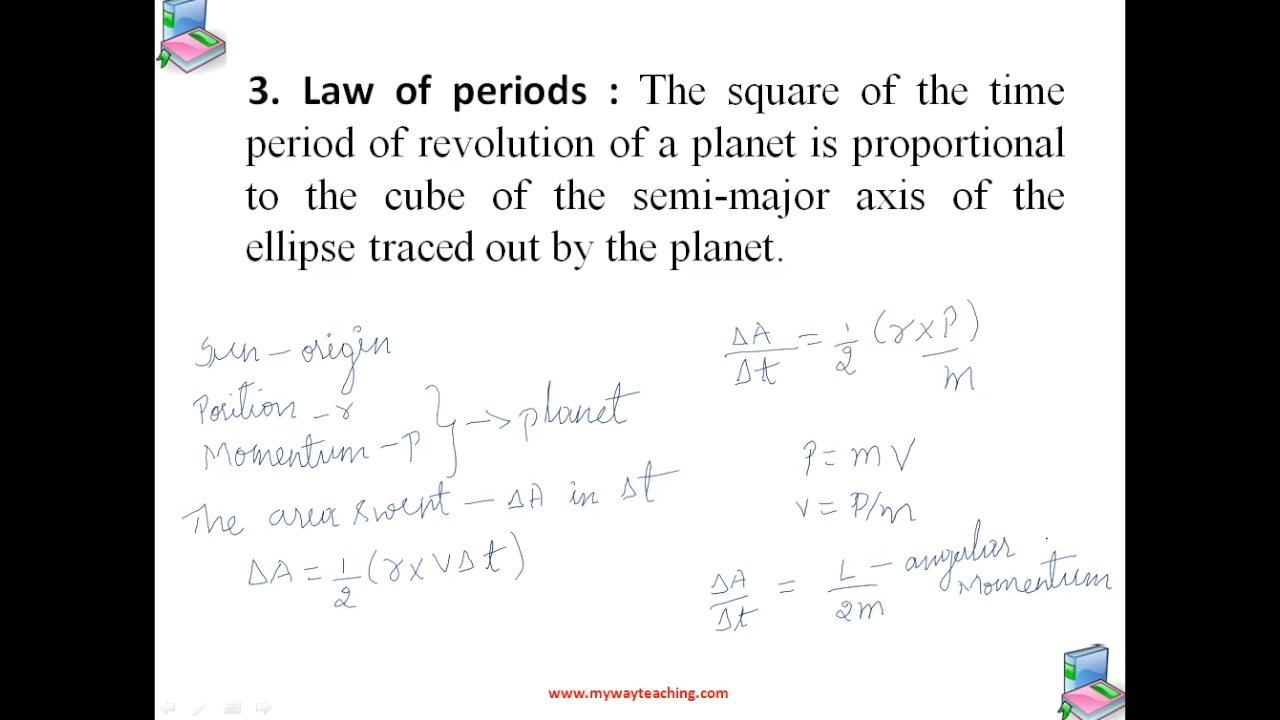 3. Law of periods : The square of the time
period of revolution of a planet is proportional
to the cube of the semi-major axis of the
ellipse traced out by the planet.
Sun - origin
Position - r
Momentum - P } -> planet
The area swept - ΔA in Δt
ΔA = 1/2 (r x v Δt)
ΔA/Δt = 1/2 (r x P)/m
P = mV
v = P/m
ΔA/Δt = L/2m - angular momentum
www.mywayteaching.com